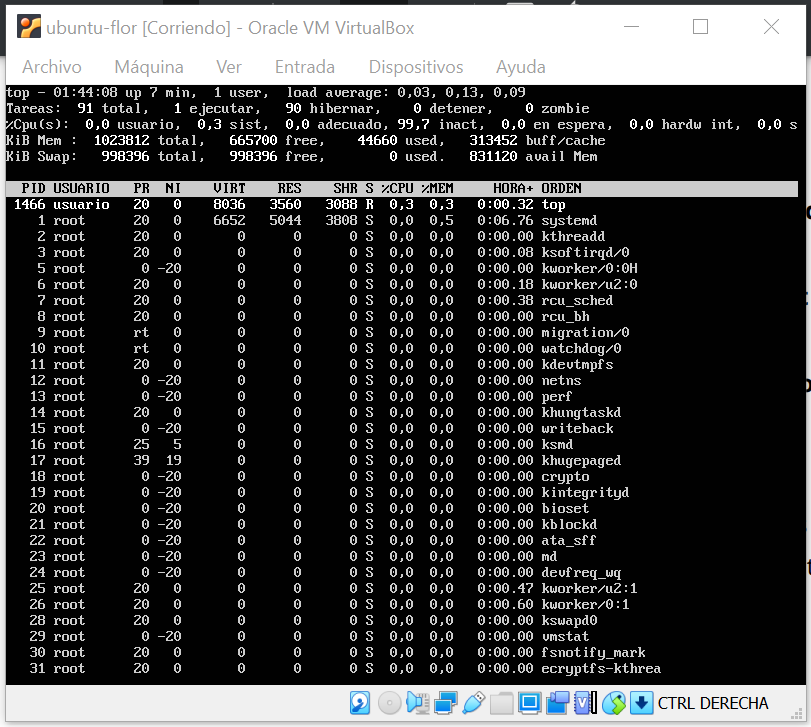 ubuntu-flor [Corriendo] - Oracle VM VirtualBox
Archivo Máquina Ver Entrada Dispositivos Ayuda
top - 01:44:08 up 7 min, 1 user, load average: 0,03, 0,13, 0,09
Tareas: 91 total, 1 ejecutar, 90 hibernar, 0 detener, 0 zombie
%Cpu(s): 0,0 usuario, 0,3 sist, 0,0 adecuado, 99,7 inact, 0,0 en espera, 0,0 hardw int, 0,0 s
KiB Mem : 1023812 total, 665700 free, 44660 used, 313452 buff/cache
KiB Swap: 998396 total, 998396 free, 0 used. 831120 avail Mem
PID USUARIO PR NI VIRT RES SHR S %CPU %MEM HORA+ ORDEN
1466 usuario 20 0 8036 3560 3088 R 0,3 0,3 0:00.32 top
1 root 20 0 6652 5044 3808 S 0,0 0,5 0:06.76 systemd
2 root 20 0 0 0 0 S 0,0 0,0 0:00.00 kthreadd
3 root 20 0 0 0 0 S 0,0 0,0 0:00.08 ksoftirqd/0
5 root 0 -20 0 0 0 S 0,0 0,0 0:00.00 kworker/0:0H
6 root 20 0 0 0 0 S 0,0 0,0 0:00.18 kworker/u2:0
7 root 20 0 0 0 0 S 0,0 0,0 0:00.38 rcu_sched
8 root 20 0 0 0 0 S 0,0 0,0 0:00.00 rcu_bh
9 root rt 0 0 0 0 S 0,0 0,0 0:00.00 migration/0
10 root rt 0 0 0 0 S 0,0 0,0 0:00.00 watchdog/0
11 root 20 0 0 0 0 S 0,0 0,0 0:00.00 kdevtmpfs
12 root 0 -20 0 0 0 S 0,0 0,0 0:00.00 netns
13 root 0 -20 0 0 0 S 0,0 0,0 0:00.00 perf
14 root 20 0 0 0 0 S 0,0 0,0 0:00.00 khungtaskd
15 root 0 -20 0 0 0 S 0,0 0,0 0:00.00 writeback
16 root 25 5 0 0 0 S 0,0 0,0 0:00.00 ksmd
17 root 39 19 0 0 0 S 0,0 0,0 0:00.00 khugepaged
18 root 0 -20 0 0 0 S 0,0 0,0 0:00.00 crypto
19 root 0 -20 0 0 0 S 0,0 0,0 0:00.00 kintegrityd
20 root 0 -20 0 0 0 S 0,0 0,0 0:00.00 bioset
21 root 0 -20 0 0 0 S 0,0 0,0 0:00.00 kblockd
22 root 0 -20 0 0 0 S 0,0 0,0 0:00.00 ata_sff
23 root 0 -20 0 0 0 S 0,0 0,0 0:00.00 md
24 root 0 -20 0 0 0 S 0,0 0,0 0:00.00 devfreq_wq
25 root 20 0 0 0 0 S 0,0 0,0 0:00.47 kworker/u2:1
26 root 20 0 0 0 0 S 0,0 0,0 0:00.60 kworker/0:1
28 root 20 0 0 0 0 S 0,0 0,0 0:00.00 kswapd0
29 root 0 -20 0 0 0 S 0,0 0,0 0:00.00 vmstat
30 root 20 0 0 0 0 S 0,0 0,0 0:00.00 fsnotify_mark
31 root 20 0 0 0 0 S 0,0 0,0 0:00.00 ecryptfs-kthrea
CTRL DERECHA